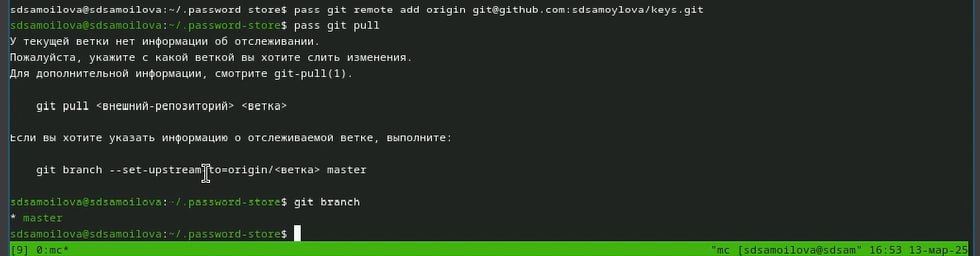 sdsamoilova@sdsamoilova:~/.password-store$ pass git remote add origin git@github.com:sdsamoylova/keys.git
sdsamoilova@sdsamoilova:~/.password-store$ pass git pull
У текущей ветки нет информации об отслеживании.
Пожалуйста, укажите с какой веткой вы хотите слить изменения.
Для дополнительной информации, смотрите git-pull(1).
git pull <внешний-репозиторий> <ветка>
Если вы хотите указать информацию о отслеживаемой ветке, выполните:
git branch --set-upstream-to=origin/<ветка> master
sdsamoilova@sdsamoilova:~/.password-store$ git branch
* master
sdsamoilova@sdsamoilova:~/.password-store$
[9] 0:mc* "mc [sdsamoilova@sdsam" 16:53 13-мар-25